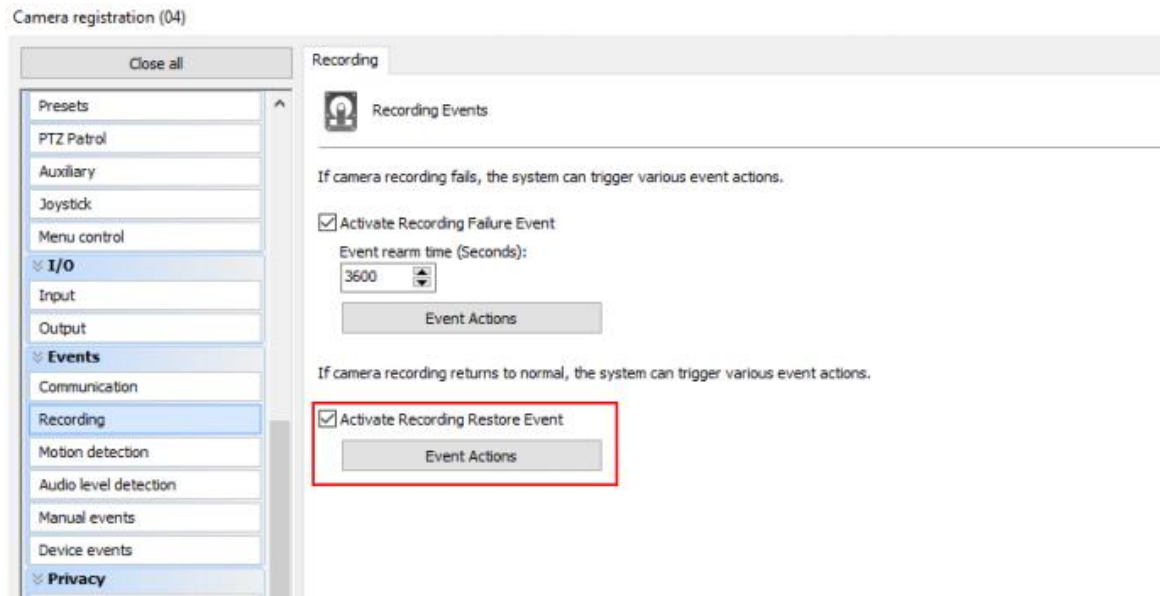 Camera registration (04)
Close all
Presets
PTZ Patrol
Auxiliary
Joystick
Menu control
I/O
Input
Output
Events
Communication
Recording
Motion detection
Audio level detection
Manual events
Device events
Privacy
Recording
Recording Events
If camera recording fails, the system can trigger various event actions.
Activate Recording Failure Event
Event rearm time (Seconds):
3600
Event Actions
If camera recording returns to normal, the system can trigger various event actions.
Activate Recording Restore Event
Event Actions